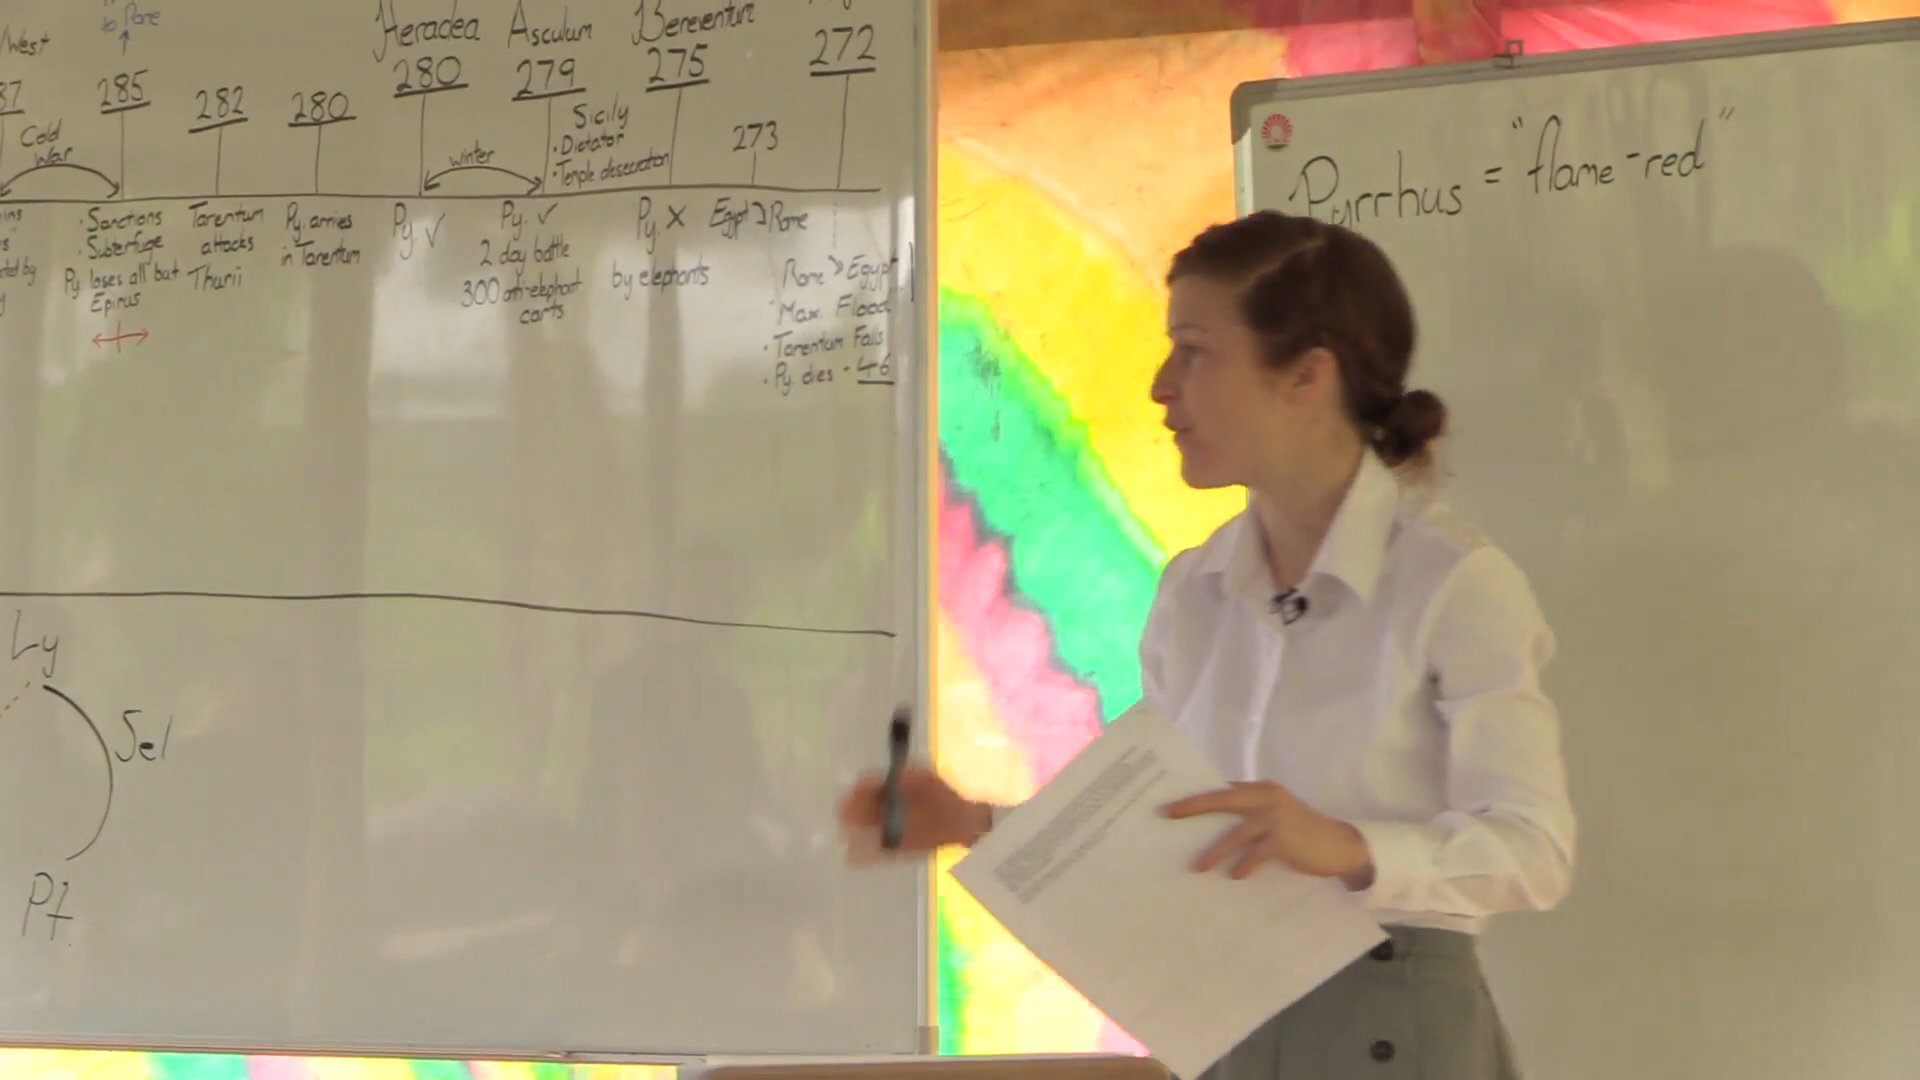 to Rome
/West
Heraclea Asculum Beneventum
285 282 280 280 279 275 272
Cold
War
winter
Sicily
• Dictator
• Temple desecration
273
• Sanctions
• Subterfuge
Py loses all but
Epirus
Tarentum
attacks
Thurii
Py. arrives
in Tarentum
Py. ✓
Py. ✓
2 day battle
300 anti-elephant
carts
Py. X
by elephants
Egypt → Rome
Rome → Egypt
Max. Flood
• Tarentum Falls
• Py. dies - 46
Ly
Sel
Pt
Pyrrhus = "flame-red"